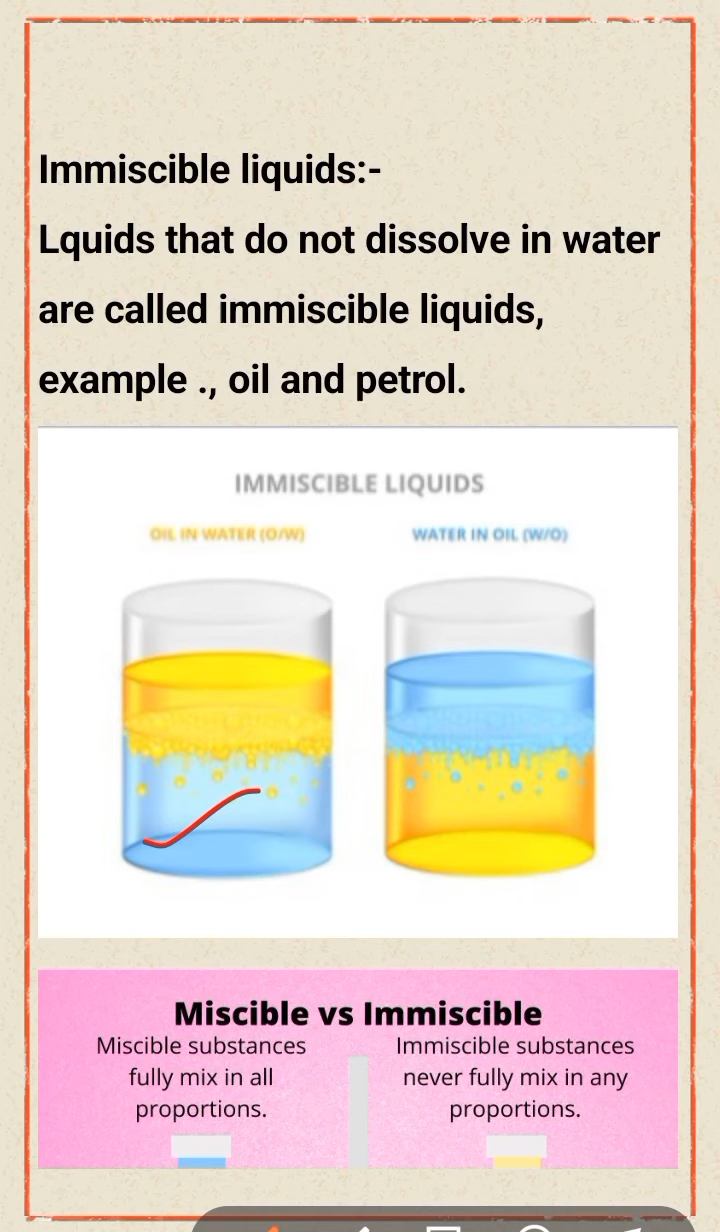 Immiscible liquids:-
Lquids that do not dissolve in water
are called immiscible liquids,
example ., oil and petrol.
IMMISCIBLE LIQUIDS
OIL IN WATER (O/W)
WATER IN OIL (W/O)
Miscible vs Immiscible
Miscible substances
fully mix in all
proportions.
Immiscible substances
never fully mix in any
proportions.